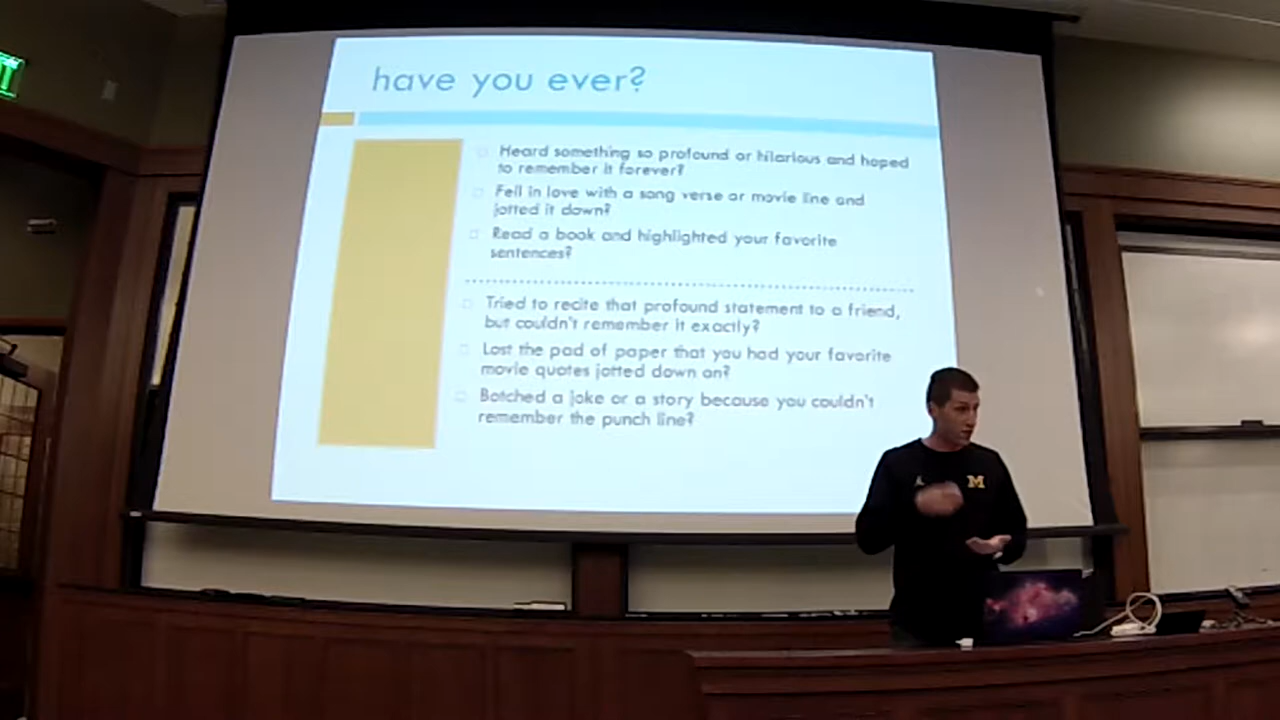 have you ever?
Heard something so profound or hilarious and hoped
to remember it forever?
Fell in love with a song verse or movie line and
jotted it down?
Read a book and highlighted your favorite
sentences?
Tried to recite that profound statement to a friend,
but couldn't remember it exactly?
Lost the pad of paper that you had your favorite
movie quotes jotted down on?
Botched a joke or a story because you couldn't
remember the punch line?
M